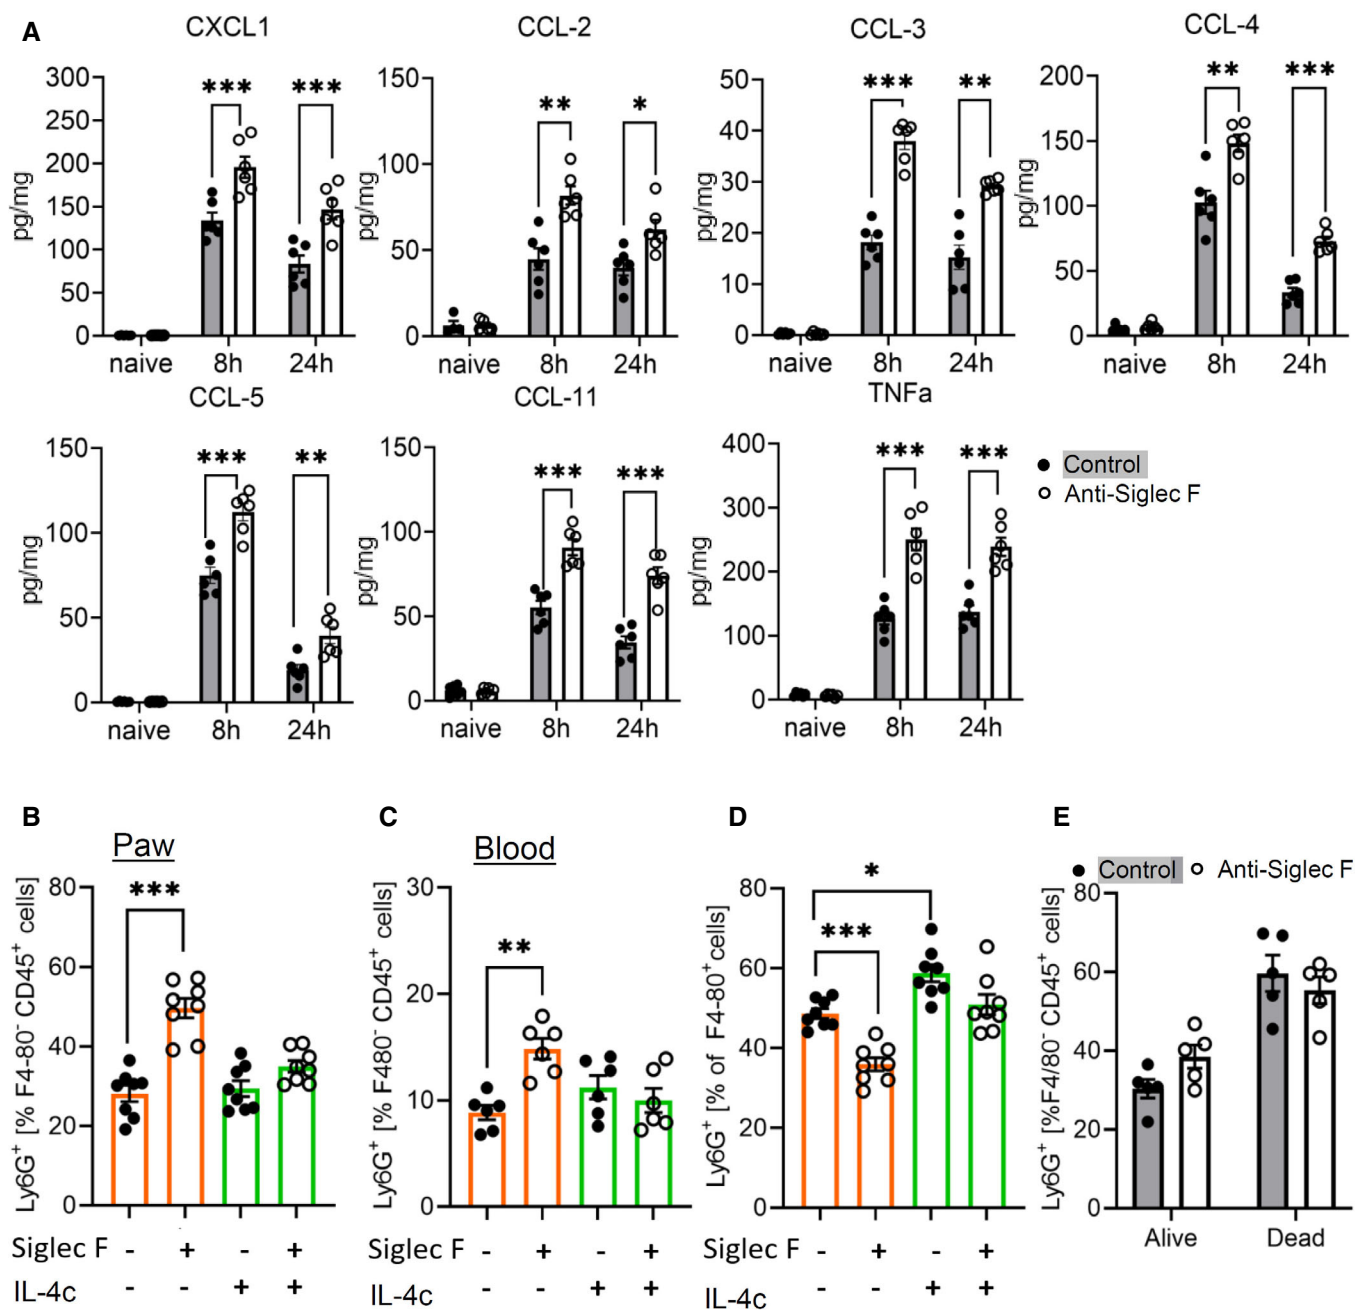 A
CXCL1
CCL-2
CCL-3
CCL-4
300
250
200
150
100
50
0
pg/mg
*** ***
naive 8h 24h
150
100
50
0
pg/mg
** *
naive 8h 24h
50
40
30
20
10
0
pg/mg
*** **
naive 8h 24h
200
150
100
50
0
pg/mg
** ***
naive 8h 24h
CCL-5
CCL-11
TNFa
150
100
50
0
pg/mg
*** **
naive 8h 24h
150
100
50
0
pg/mg
*** ***
naive 8h 24h
400
300
200
100
0
pg/mg
*** ***
naive 8h 24h
Control
Anti-Siglec F
B
Paw
Ly6G+ [% F4-80- CD45+ cells]
80
60
40
20
0
***
Siglec F - + - +
IL-4c - - + +
C
Blood
Ly6G+ [% F480- CD45+ cells]
30
20
10
0
**
Siglec F - + - +
IL-4c - - + +
D
Ly6G+ [% of F4-80+cells]
80
60
40
20
0
*
***
Siglec F - + - +
IL-4c - - + +
E
Control Anti-Siglec F
Ly6G+ [%F4/80- CD45+ cells]
80
60
40
20
0
Alive Dead